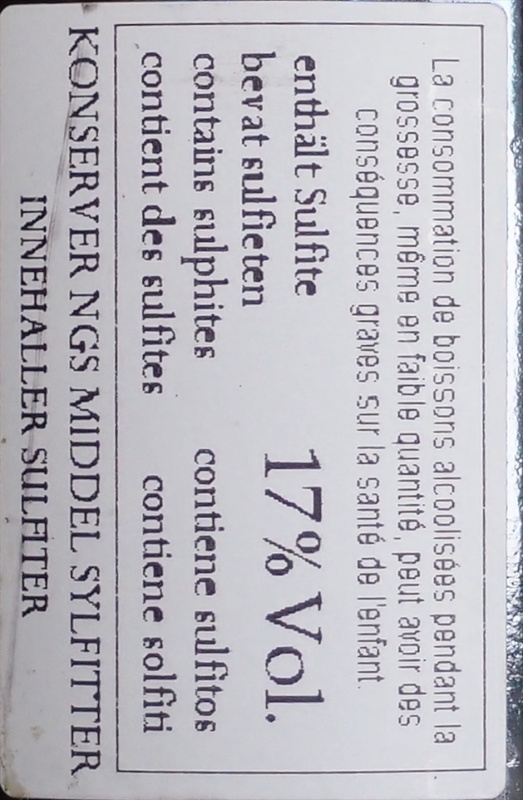 La consommation de boissons alcoolisées pendant la
grossesse, même en faible quantité, peut avoir des
conséquences graves sur la santé de l'enfant.
enthält Sulfite
bevat sulfieten
contains sulphites
contient des sulfites
17% Vol.
contiene sulfitos
contiene solfiti
KONSERVER NGS MIDDEL SYLFITTER
INNEHALLER SULFITER